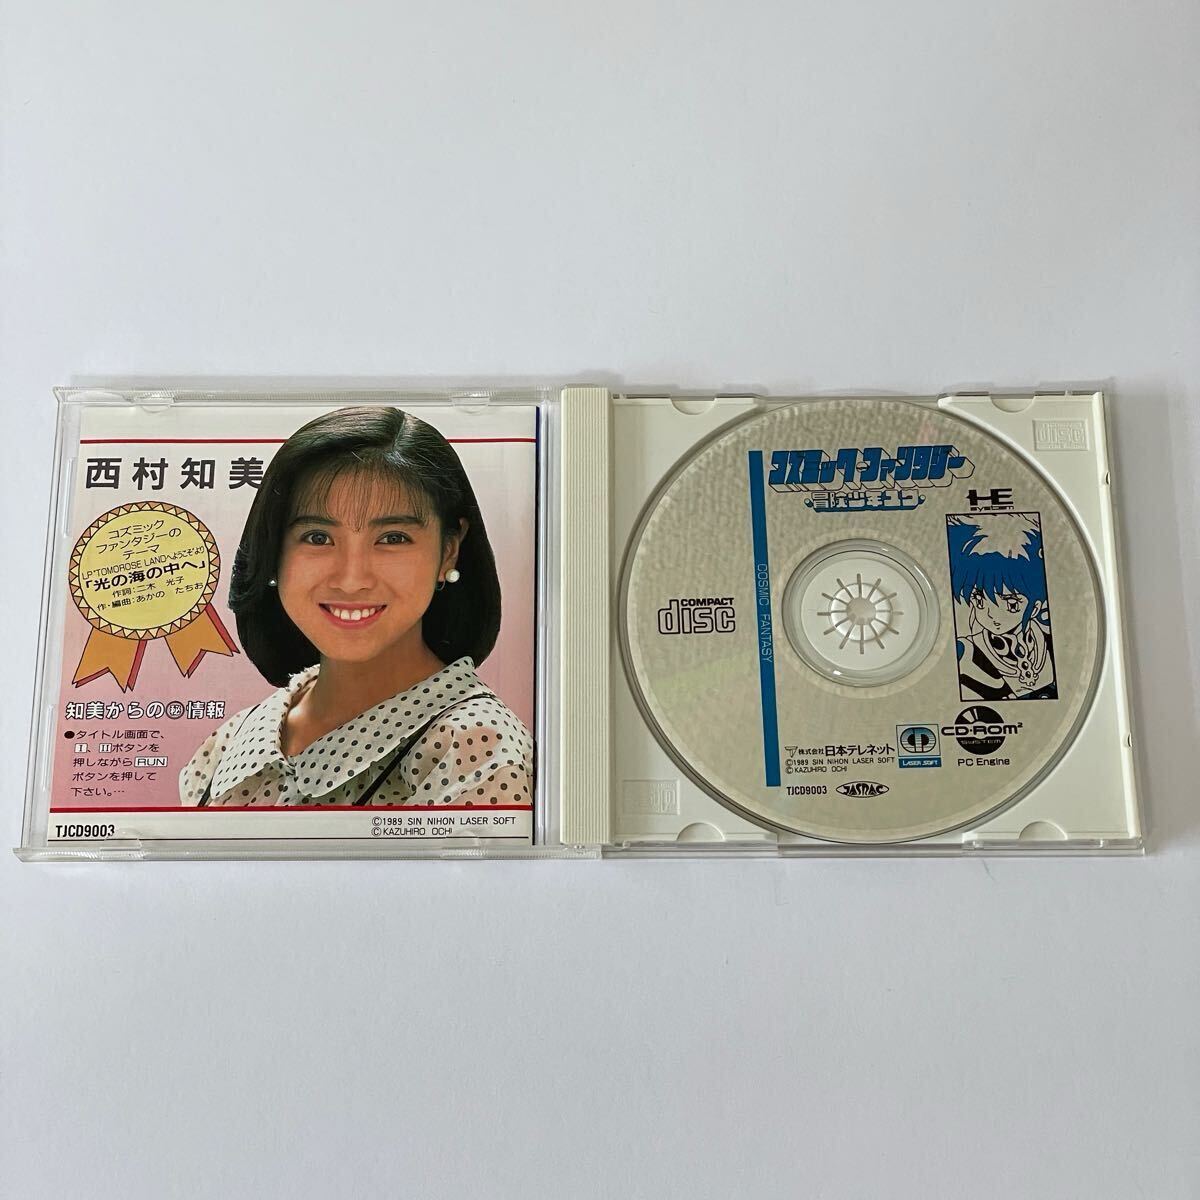 西村知美
コズミック
ファンタジーの
テーマ
LP"TOMOROSE LANDへようこそ"より
「光の海の中へ」
作詞:二木 光子
作・編曲:あかの たちお
知美からの㊙情報
●タイトル画面で、
I、IIボタンを
押しながらRUN
ボタンを押して
下さい。…
TJCD9003
©1989 SIN NIHON LASER SOFT
©KAZUHIRO OCHI
コズミック・ファンタジー
・冒険少年ユウ・
HE
system
COSMIC FANTASY
COMPACT
disc
株式会社日本テレネット
©1989 SIN NIHON LASER SOFT
©KAZUHIRO OCHI
TJCD9003
JASRAC
LASER SOFT
CD-ROM²
SYSTEM
PC Engine
disc